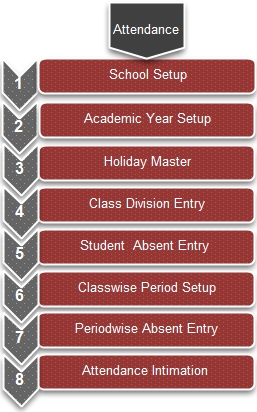 Attendance
1 School Setup
2 Academic Year Setup
3 Holiday Master
4 Class Division Entry
5 Student  Absent Entry
6 Classwise Period Setup
7 Periodwise Absent Entry
8 Attendance Intimation